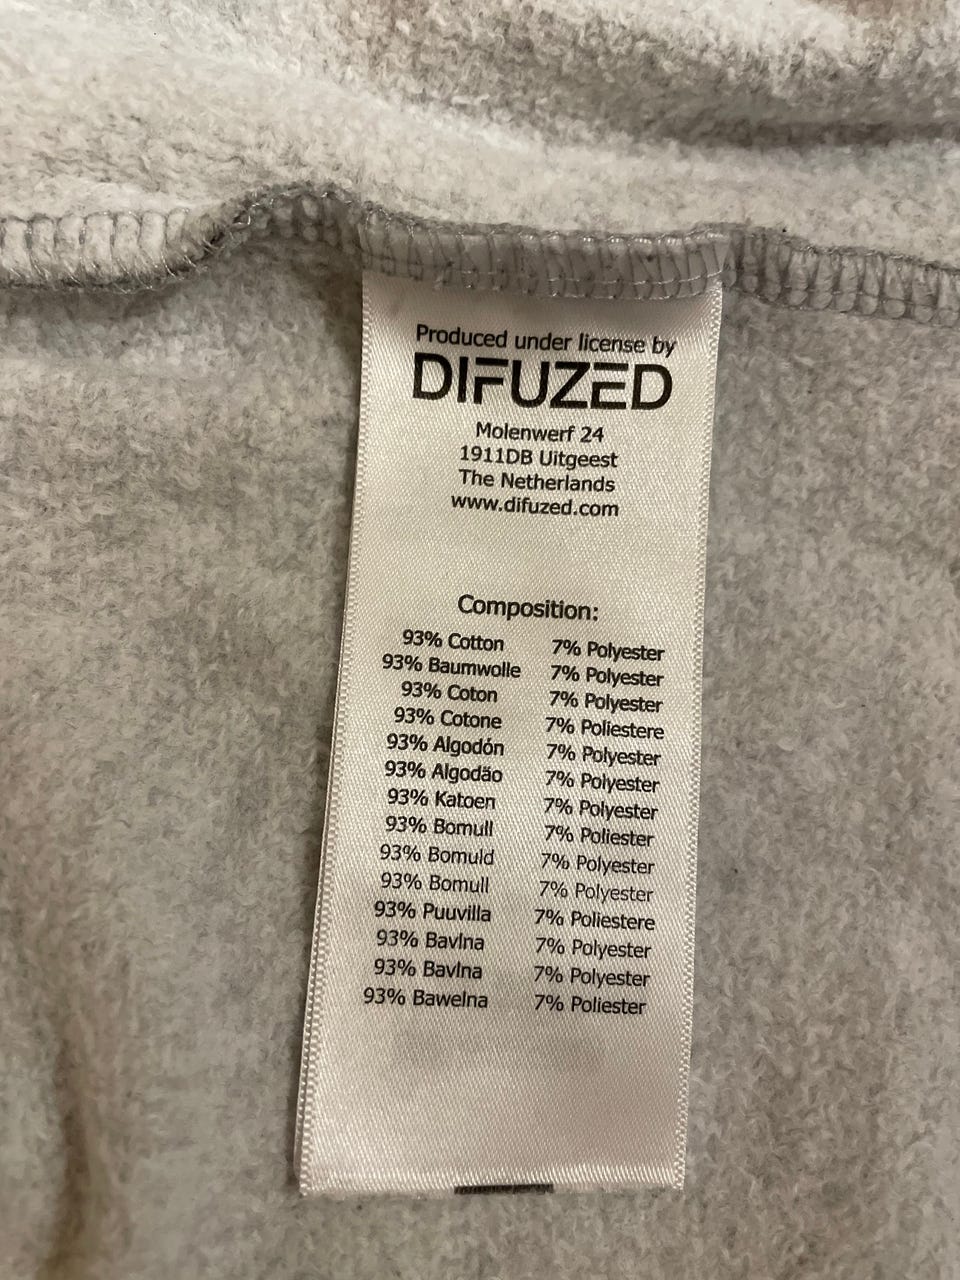 Produced under license by
DIFUZED
Molenwerf 24
1911DB Uitgeest
The Netherlands
www.difuzed.com
Composition:
93% Cotton 7% Polyester
93% Baumwolle 7% Polyester
93% Coton 7% Polyester
93% Cotone 7% Poliestere
93% Algodón 7% Polyester
93% Algodäo 7% Polyester
93% Katoen 7% Polyester
93% Bomull 7% Poliester
93% Bomuld 7% Polyester
93% Bomull 7% Polyester
93% Puuvilla 7% Poliestere
93% Bavlna 7% Polyester
93% Bavlna 7% Polyester
93% Bawelna 7% Poliester